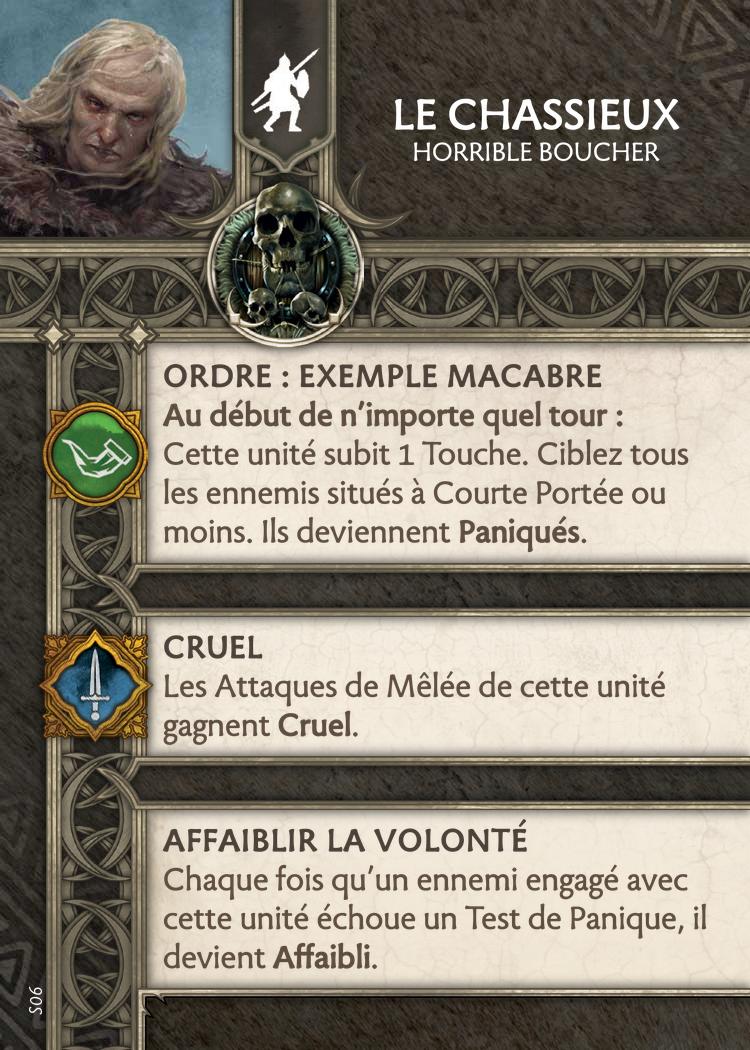 LE CHASSIEUX
HORRIBLE BOUCHER
ORDRE : EXEMPLE MACABRE
Au début de n'importe quel tour :
Cette unité subit 1 Touche. Ciblez tous
les ennemis situés à Courte Portée ou
moins. Ils deviennent Paniqués.
CRUEL
Les Attaques de Mêlée de cette unité
gagnent Cruel.
AFFAIBLIR LA VOLONTÉ
Chaque fois qu'un ennemi engagé avec
cette unité échoue un Test de Panique, il
devient Affaibli.
S06